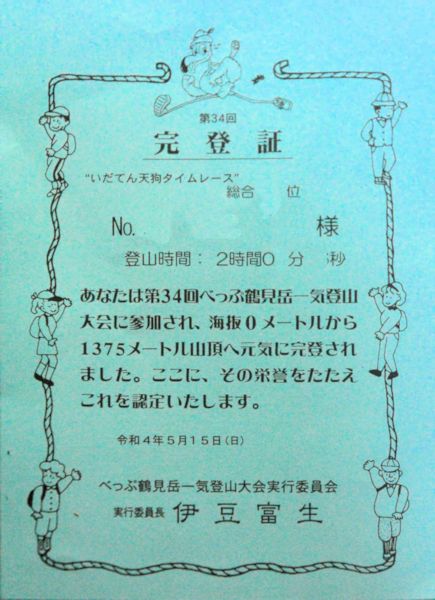 第34回
完登証
“いだてん天狗タイムレース”
総合 位
No. 様
登山時間： 2時間0 分 秒
あなたは第34回べっぷ鶴見岳一気登山
大会に参加され、海抜0メートルから
1375メートル山頂へ元気に完登され
ました。ここに、その栄誉をたたえ
これを認定いたします。
令和4年5月15日(日)
べっぷ鶴見岳一気登山大会実行委員会
実行委員長 伊豆富生